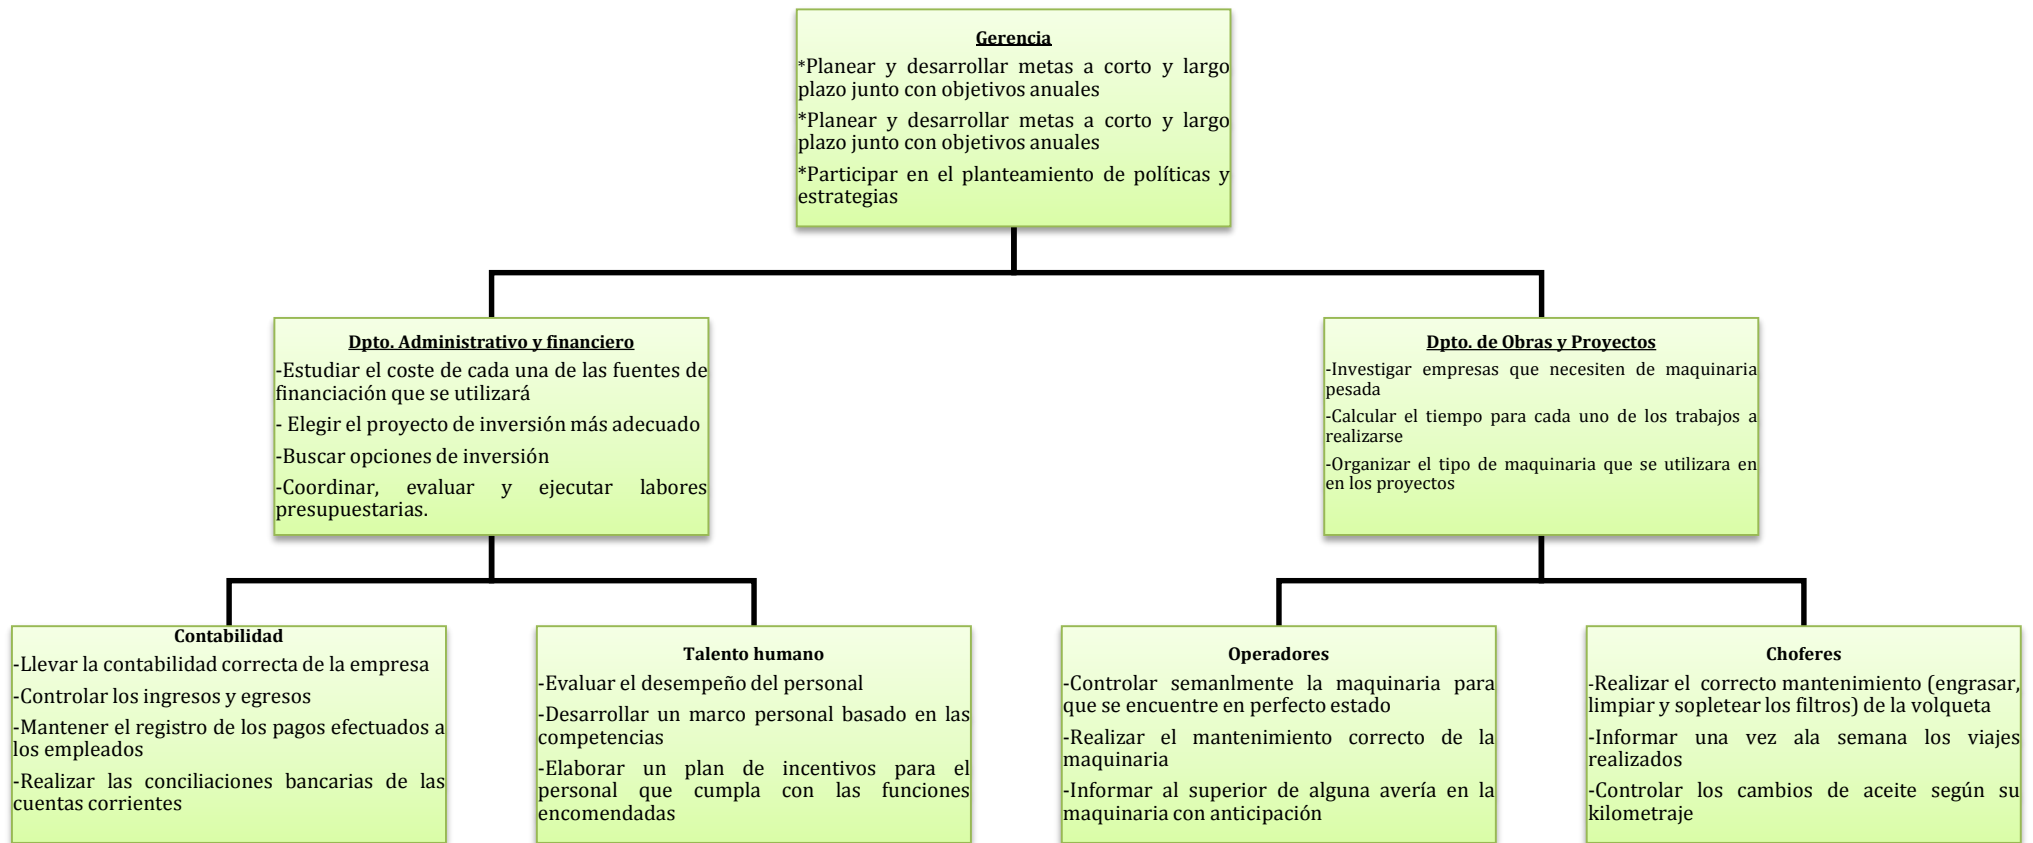 Gerencia
*Planear y desarrollar metas a corto y largo
plazo junto con objetivos anuales
*Planear y desarrollar metas a corto y largo
plazo junto con objetivos anuales
*Participar en el planteamiento de políticas y
estrategias
Dpto. Administrativo y financiero
-Estudiar el coste de cada una de las fuentes de
financiación que se utilizará
- Elegir el proyecto de inversión más adecuado
-Buscar opciones de inversión
-Coordinar, evaluar y ejecutar labores
presupuestarias.
Dpto. de Obras y Proyectos
-Investigar empresas que necesiten de maquinaria
pesada
-Calcular el tiempo para cada uno de los trabajos a
realizarse
-Organizar el tipo de maquinaria que se utilizara en
en los proyectos
Contabilidad
-Llevar la contabilidad correcta de la empresa
-Controlar los ingresos y egresos
-Mantener el registro de los pagos efectuados a
los empleados
-Realizar las conciliaciones bancarias de las
cuentas corrientes
Talento humano
-Evaluar el desempeño del personal
-Desarrollar un marco personal basado en las
competencias
-Elaborar un plan de incentivos para el
personal que cumpla con las funciones
encomendadas
Operadores
-Controlar semanlmente la maquinaria para
que se encuentre en perfecto estado
-Realizar el mantenimiento correcto de la
maquinaria
-Informar al superior de alguna avería en la
maquinaria con anticipación
Choferes
-Realizar el correcto mantenimiento (engrasar,
limpiar y sopletear los filtros) de la volqueta
-Informar una vez ala semana los viajes
realizados
-Controlar los cambios de aceite según su
kilometraje